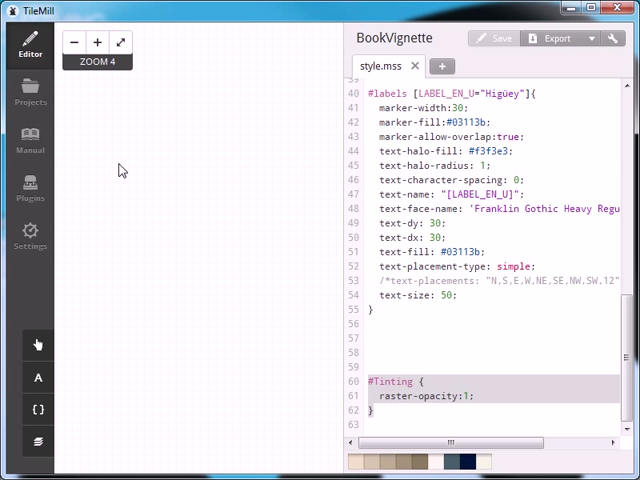 TileMill
Editor
Projects
Manual
Plugins
Settings
A
{}
ZOOM 4
BookVignette
Save
Export
style.mss
39
40 #labels [LABEL_EN_U="Higüey"]{
41 marker-width:30;
42 marker-fill:#03113b;
43 marker-allow-overlap:true;
44 text-halo-fill: #f3f3e3;
45 text-halo-radius: 1;
46 text-character-spacing: 0;
47 text-name: "[LABEL_EN_U]";
48 text-face-name: 'Franklin Gothic Heavy Regu
49 text-dy: 30;
50 text-dx: 30;
51 text-fill: #03113b;
52 text-placement-type: simple;
53 /*text-placements: "N,S,E,W,NE,SE,NW,SW,12"
54 text-size: 50;
55 }
56
57
58
59
60 #Tinting {
61 raster-opacity:1;
62 }
63